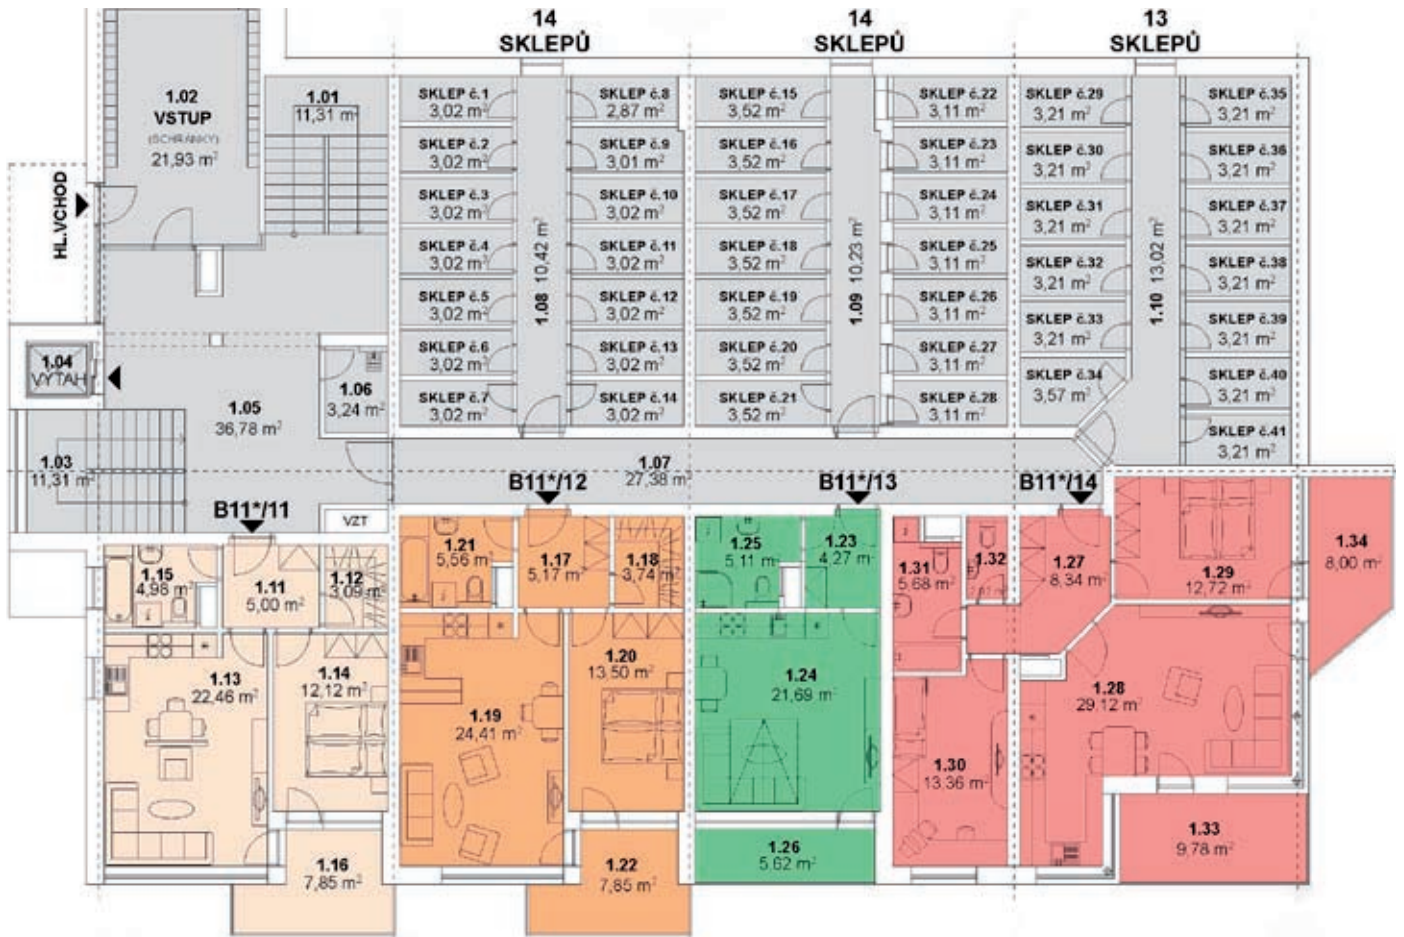 14
SKLEPŮ
14
SKLEPŮ
13
SKLEPŮ
1.02
VSTUP
(SCHRÁNKY)
21,93 m²
1.01
11,31 m²
HL.VCHOD
1.04
VÝTAH
1.05
36,78 m²
1.06
3,24 m²
1.03
11,31 m²
VZT
SKLEP č.1
3,02 m²
SKLEP č.2
3,02 m²
SKLEP č.3
3,02 m²
SKLEP č.4
3,02 m²
SKLEP č.5
3,02 m²
SKLEP č.6
3,02 m²
SKLEP č.7
3,02 m²
1.08 10,42 m²
SKLEP č.8
2,87 m²
SKLEP č.9
3,01 m²
SKLEP č.10
3,02 m²
SKLEP č.11
3,02 m²
SKLEP č.12
3,02 m²
SKLEP č.13
3,02 m²
SKLEP č.14
3,02 m²
SKLEP č.15
3,52 m²
SKLEP č.16
3,52 m²
SKLEP č.17
3,52 m²
SKLEP č.18
3,52 m²
SKLEP č.19
3,52 m²
SKLEP č.20
3,52 m²
SKLEP č.21
3,52 m²
1.09 10,23 m²
SKLEP č.22
3,11 m²
SKLEP č.23
3,11 m²
SKLEP č.24
3,11 m²
SKLEP č.25
3,11 m²
SKLEP č.26
3,11 m²
SKLEP č.27
3,11 m²
SKLEP č.28
3,11 m²
SKLEP č.29
3,21 m²
SKLEP č.30
3,21 m²
SKLEP č.31
3,21 m²
SKLEP č.32
3,21 m²
SKLEP č.33
3,21 m²
SKLEP č.34
3,57 m²
1.10 13,02 m²
SKLEP č.35
3,21 m²
SKLEP č.36
3,21 m²
SKLEP č.37
3,21 m²
SKLEP č.38
3,21 m²
SKLEP č.39
3,21 m²
SKLEP č.40
3,21 m²
SKLEP č.41
3,21 m²
1.07
27,38 m²
B11*/11
B11*/12
B11*/13
B11*/14
1.15
4,98 m²
1.11
5,00 m²
1.12
3,09 m²
1.13
22,46 m²
1.14
12,12 m²
1.16
7,85 m²
1.21
5,56 m²
1.17
5,17 m²
1.18
3,74 m²
1.19
24,41 m²
1.20
13,50 m²
1.22
7,85 m²
1.25
5,11 m²
1.23
4,27 m²
1.24
21,69 m²
1.26
5,62 m²
1.31
5,68 m²
1.32
1.27
8,34 m²
1.29
12,72 m²
1.34
8,00 m²
1.28
29,12 m²
1.30
13,36 m²
1.33
9,78 m²